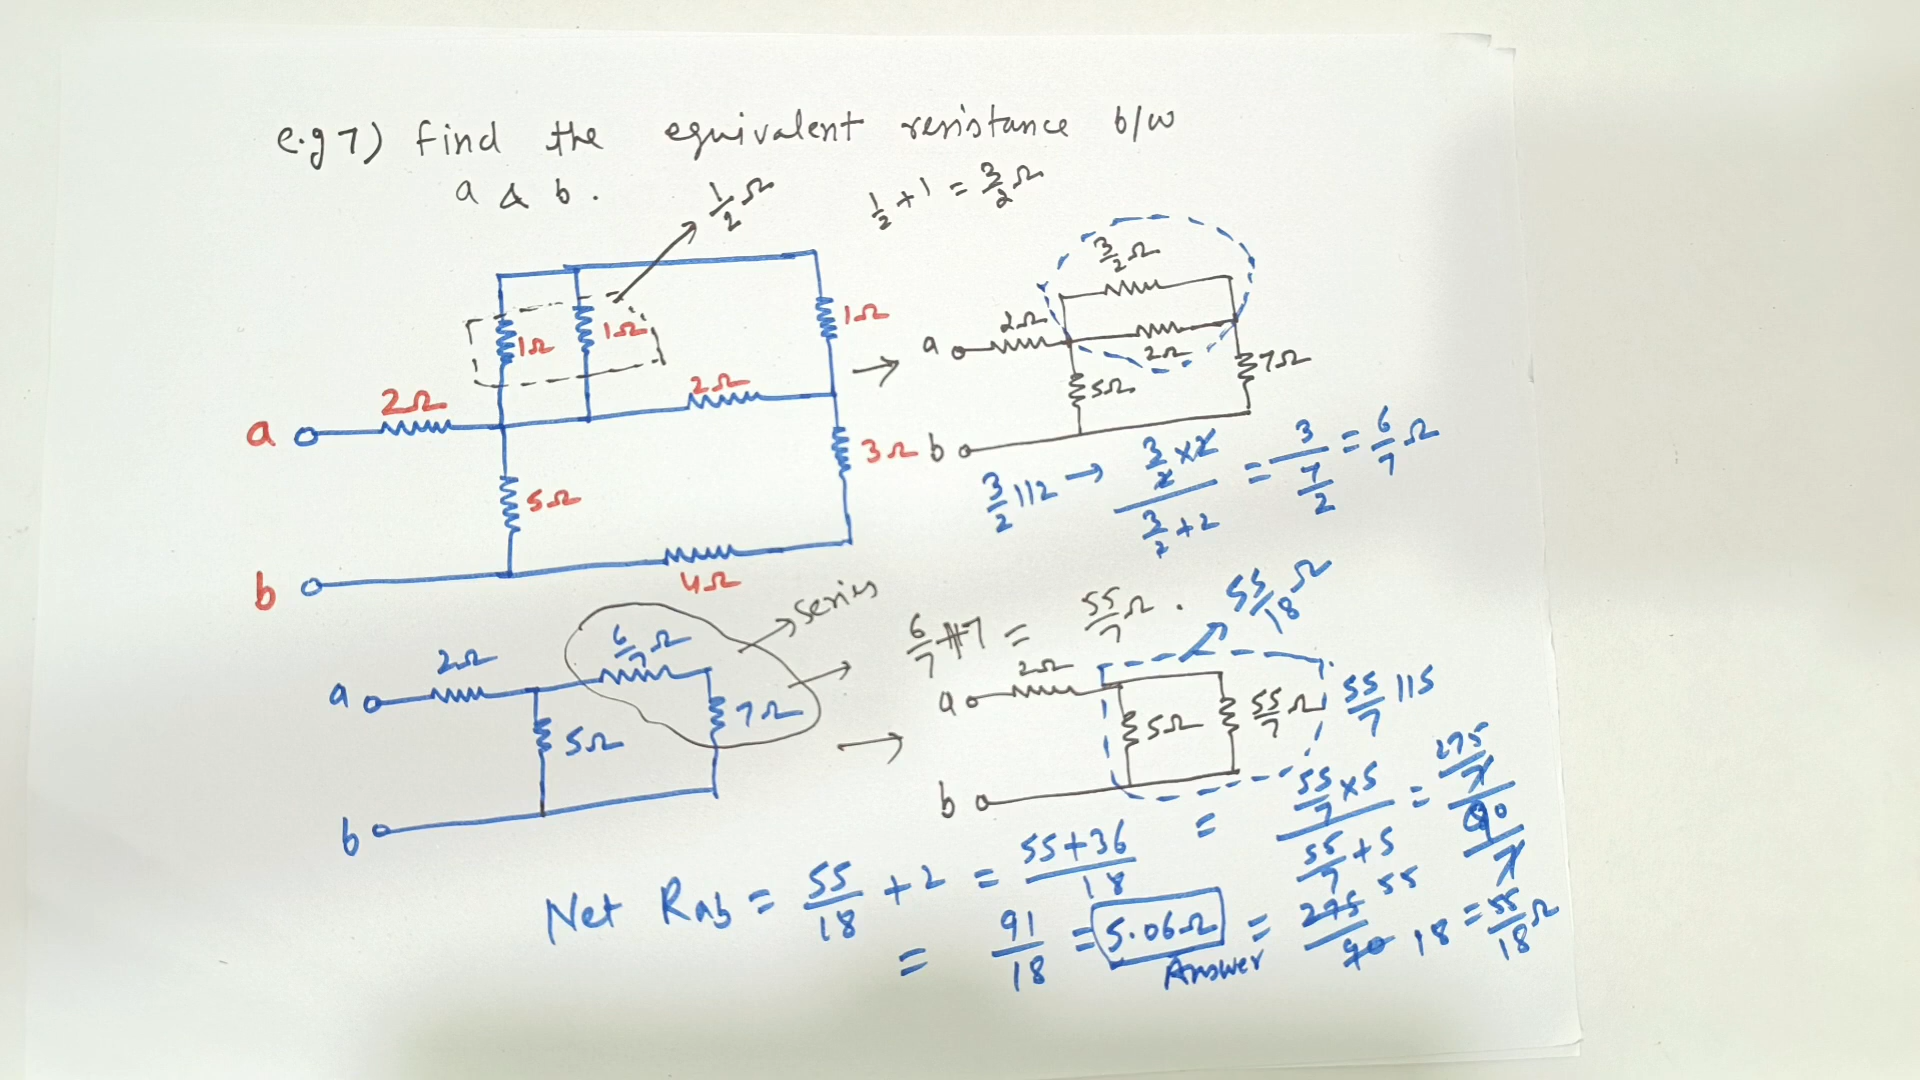 e.g 7) Find the equivalent resistance b/w
a & b.
1/2 Ω
1/2 + 1 = 3/2 Ω
1Ω
1Ω
1Ω
2Ω
2Ω
a
3Ω
5Ω
b
4Ω
→
3/2 Ω
2Ω
a
2Ω
5Ω
7Ω
b
3/2 || 2 → (3/2 × 2)/(3/2 + 2) = 3/(7/2) = 6/7 Ω
series
6/7 Ω
2Ω
a
7Ω
5Ω
b
→
6/7 + 7 = 55/7 Ω.
55/18 Ω
→
2Ω
a
5Ω
55/7 Ω
b
55/7 || 5
= (55/7 × 5)/(55/7 + 5) = (275/7)/(90/7)
= 275/90 55 18 = 55/18 Ω
Net Rab = 55/18 + 2 = (55+36)/18
= 91/18 = 5.06Ω
Answer